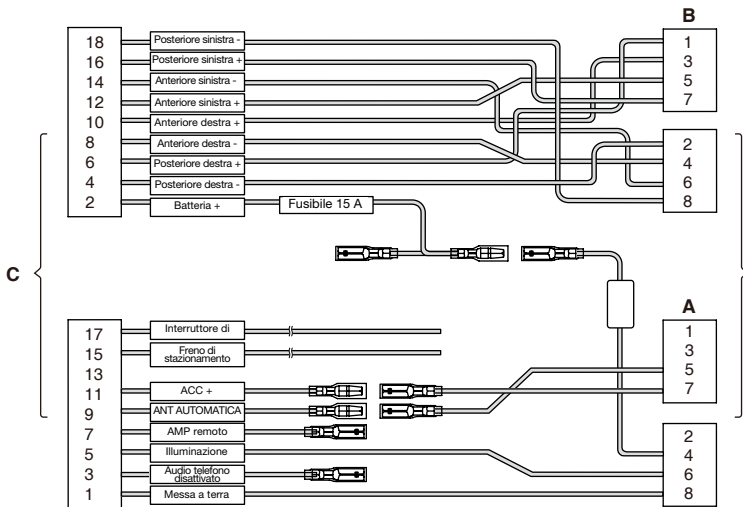 B
18 Posteriore sinistra - 1
16 Posteriore sinistra + 3
14 Anteriore sinistra - 5
12 Anteriore sinistra + 7
10 Anteriore destra +
8 Anteriore destra - 2
6 Posteriore destra + 4
4 Posteriore destra - 6
2 Batteria + Fusibile 15 A 8
C
A
17 Interruttore di 1
15 Freno di stazionamento 3
13 5
11 ACC + 7
9 ANT AUTOMATICA
7 AMP remoto 2
5 Illuminazione 4
3 Audio telefono disattivato 6
1 Messa a terra 8